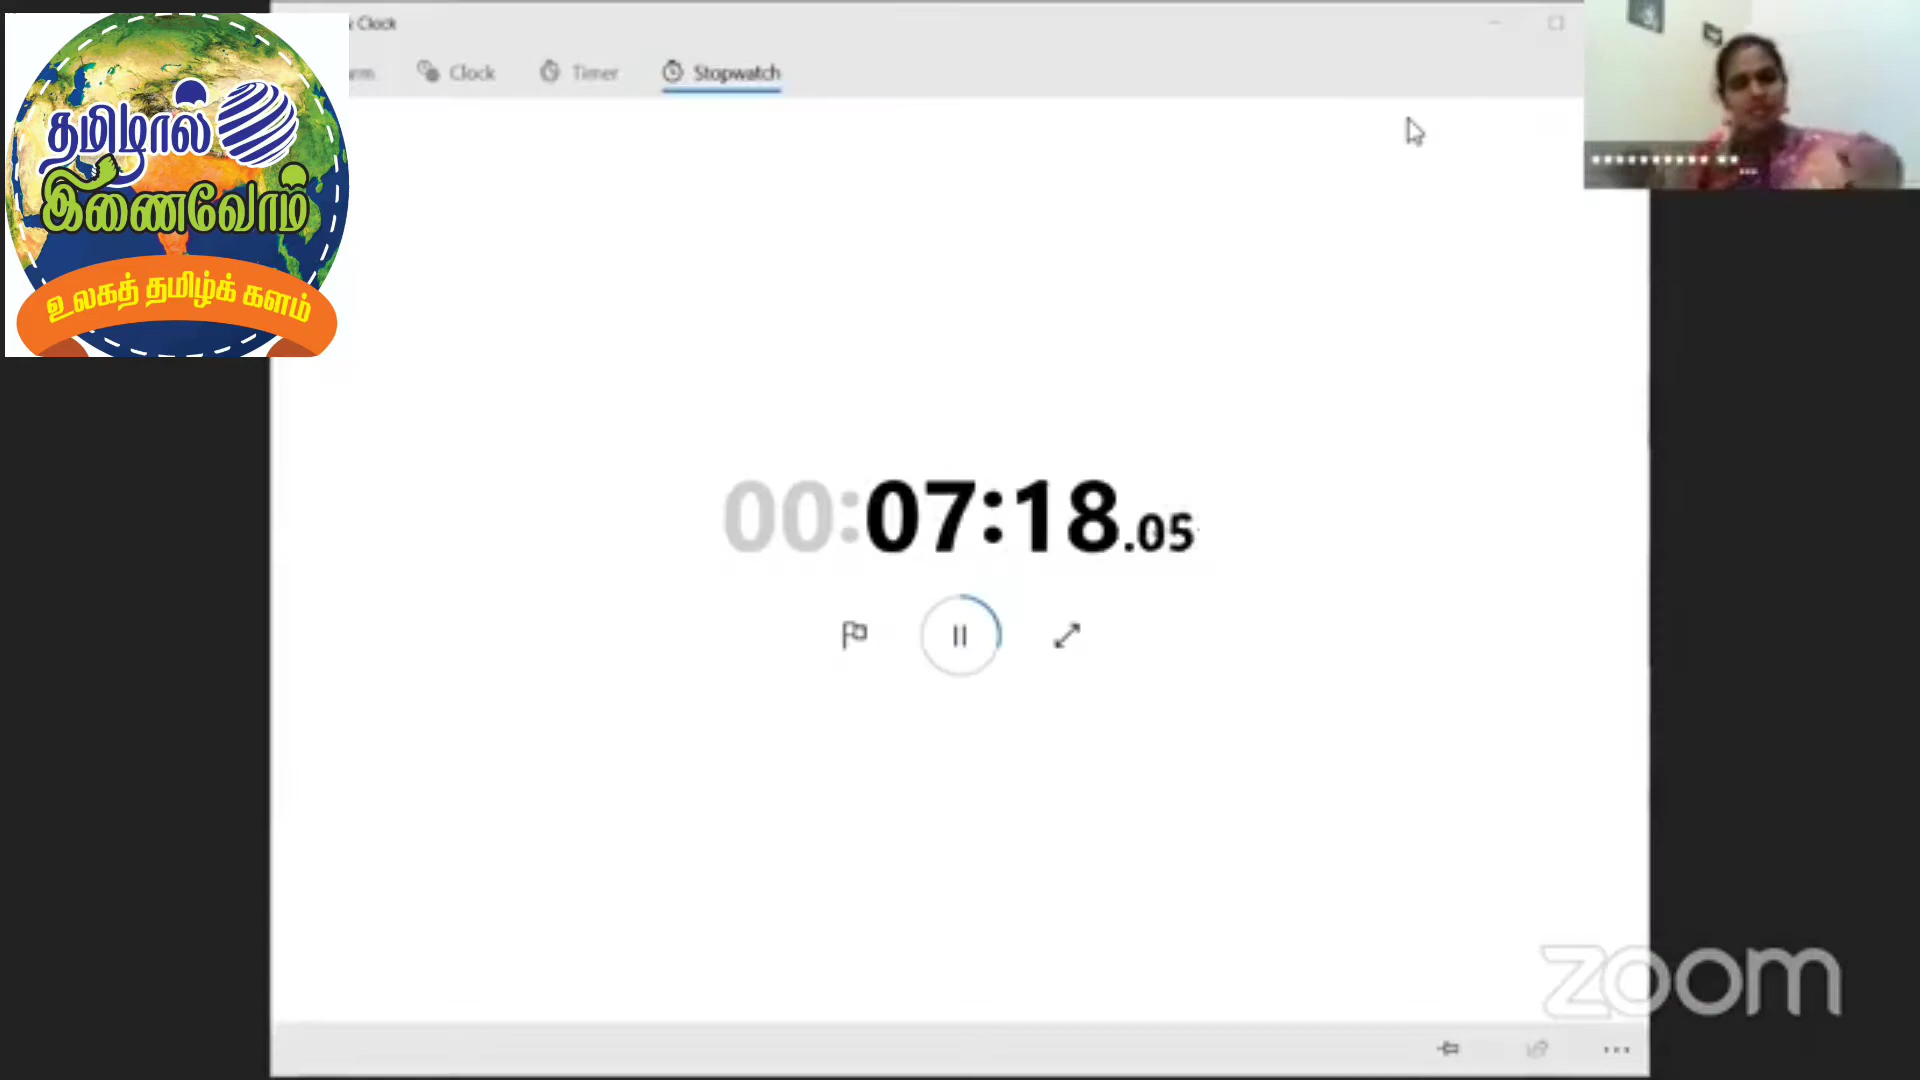 தமிழால்
இணைவோம்
உலகத் தமிழ்க் களம்
Clock
Clock
Timer
Stopwatch
00:07:18.05
zoom